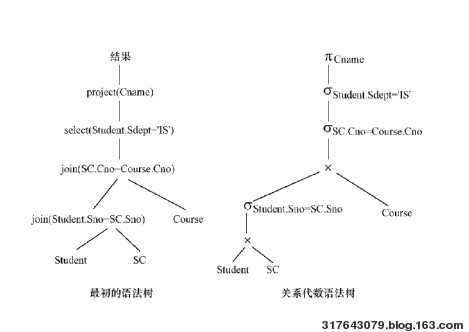 结果
project(Cname)
select(Student.Sdept='IS')
join(SC.Cno=Course.Cno)
join(Student.Sno=SC.Sno)
Course
Student
SC
最初的语法树
πCname
σStudent.Sdept='IS'
σSC.Cno=Course.Cno
×
σStudent.Sno=SC.Sno
Course
×
Student
SC
关系代数语法树
317643079.blog.163.com